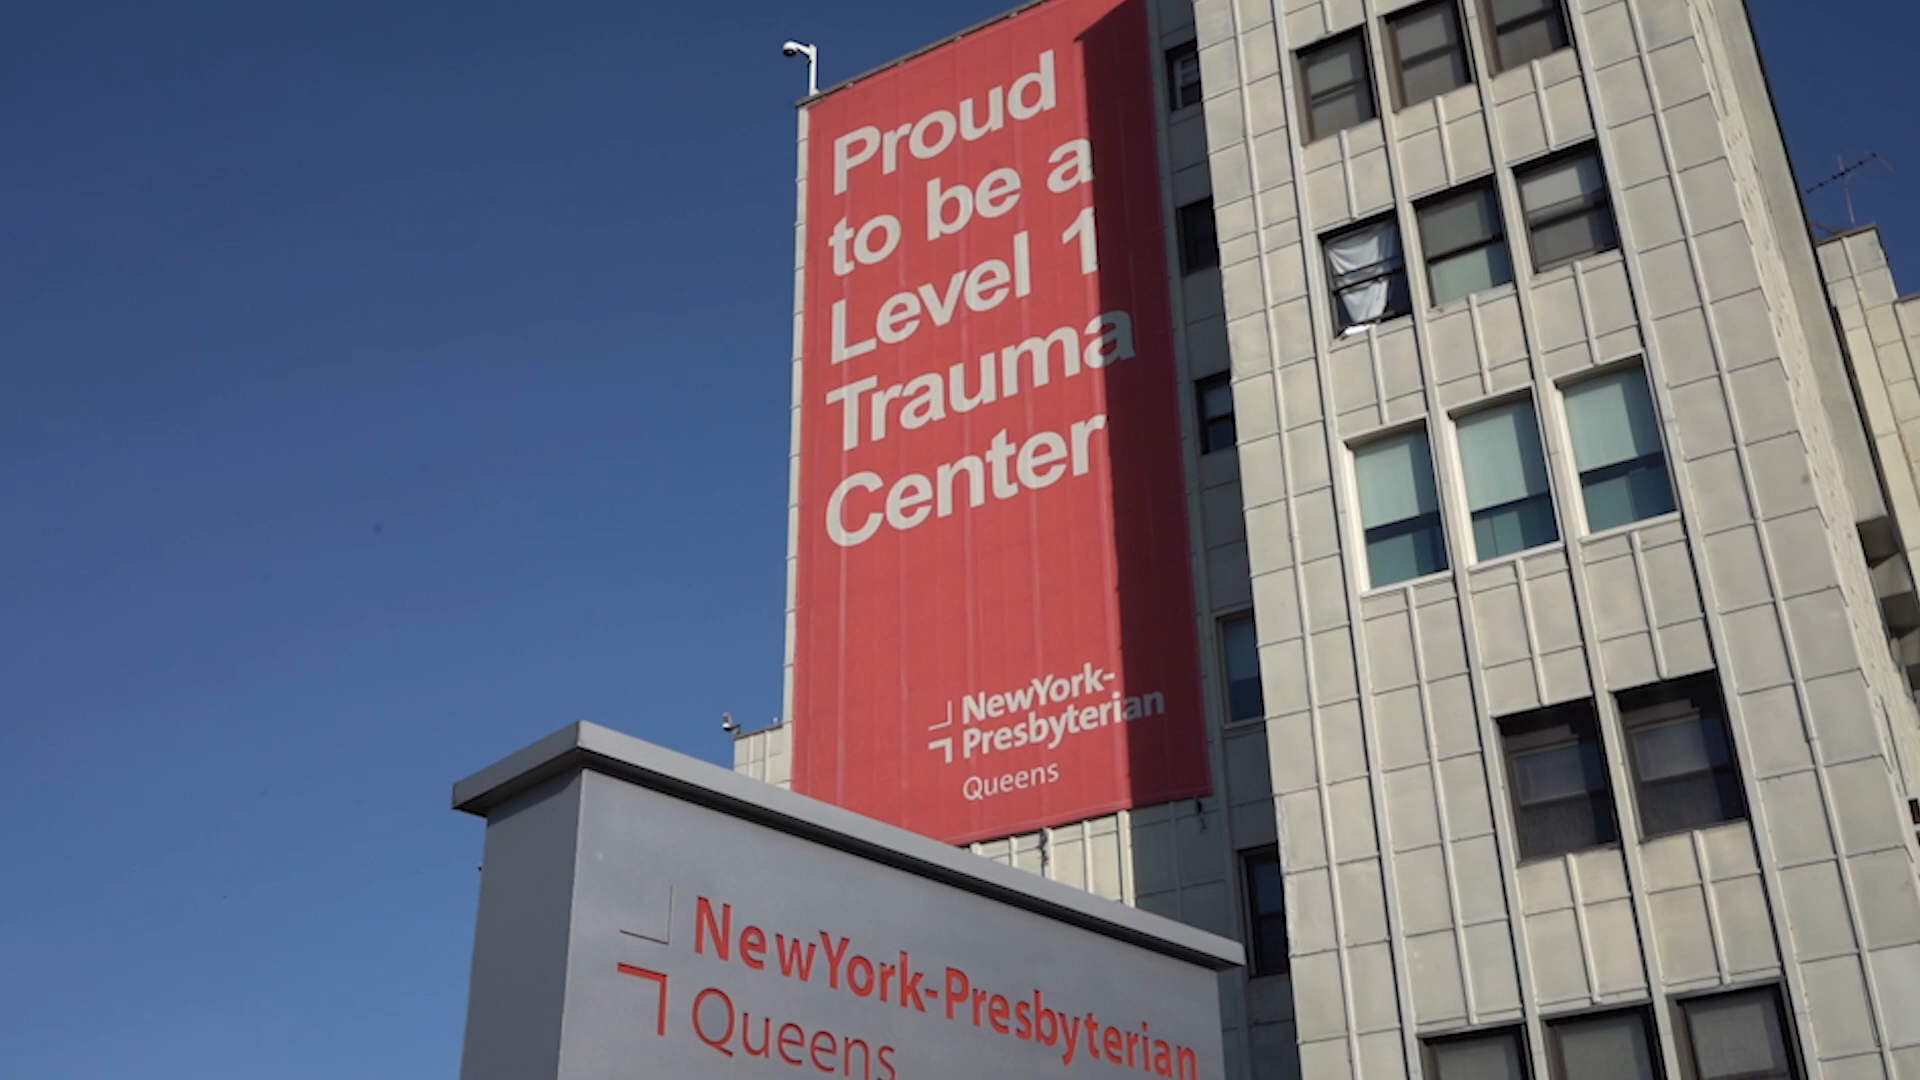 Proud
to be a
Level 1
Trauma
Center
NewYork-
Presbyterian
Queens
NewYork-Presbyterian
Queens